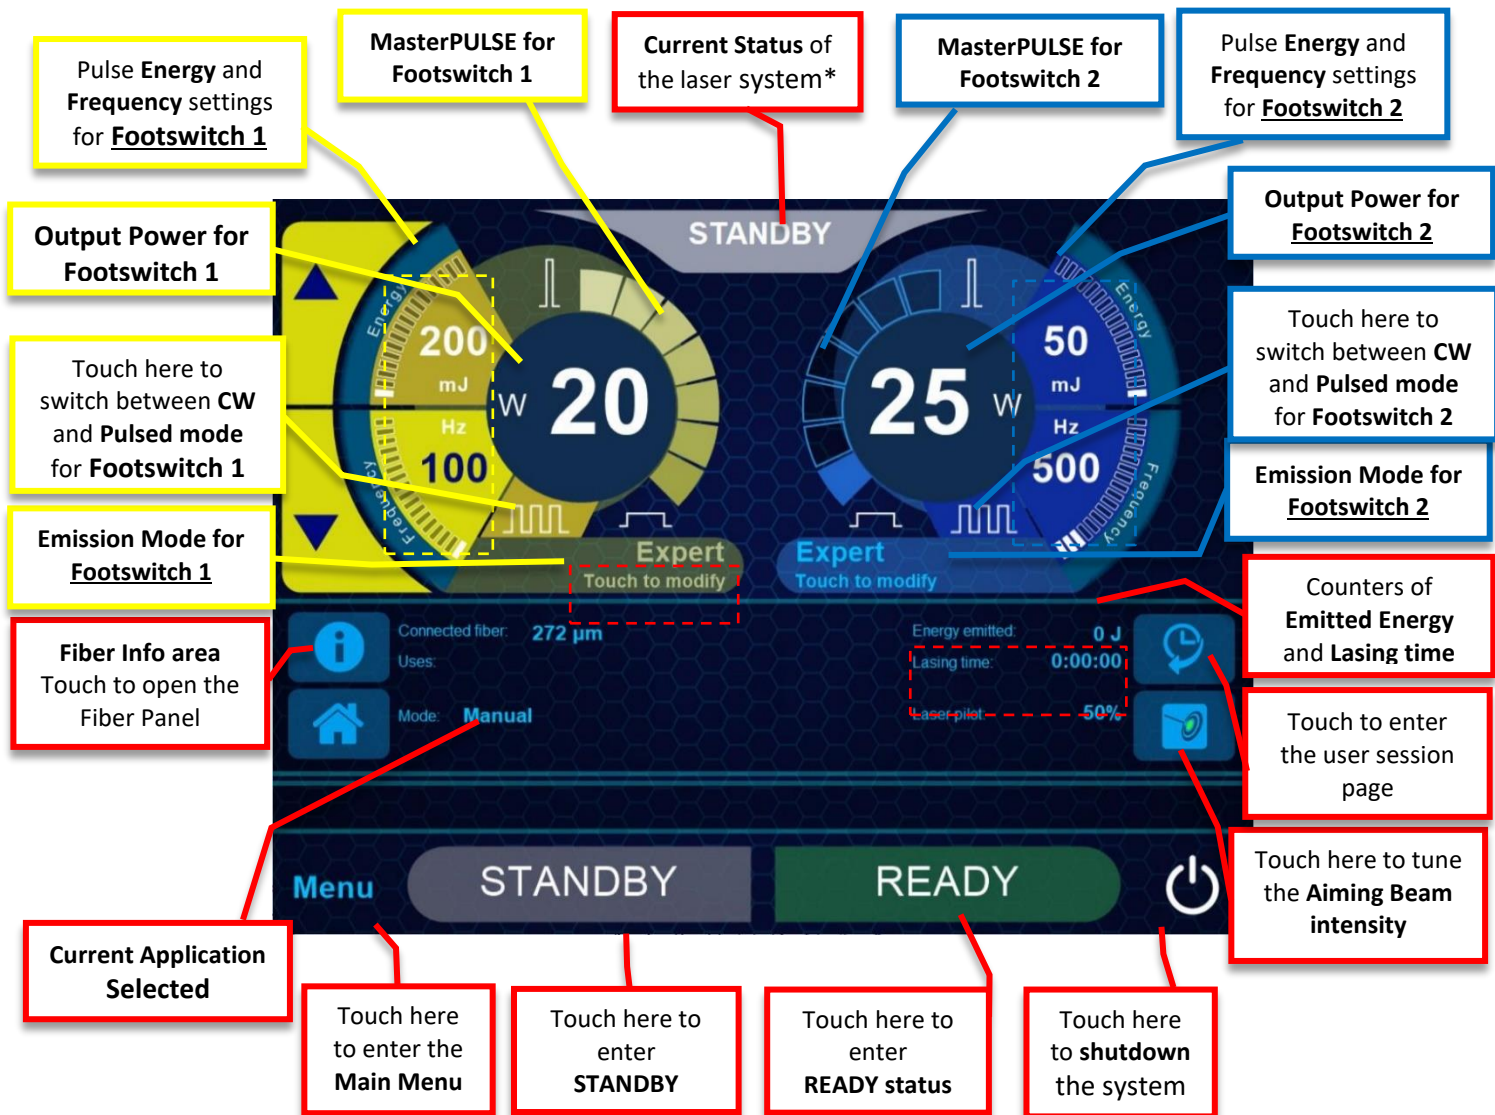 Pulse Energy and
Frequency settings
for Footswitch 1
MasterPULSE for
Footswitch 1
Current Status of
the laser system*
MasterPULSE for
Footswitch 2
Pulse Energy and
Frequency settings
for Footswitch 2
Output Power for
Footswitch 1
Output Power for
Footswitch 2
Touch here to
switch between CW
and Pulsed mode
for Footswitch 1
Touch here to
switch between CW
and Pulsed mode
for Footswitch 2
Emission Mode for
Footswitch 1
Emission Mode for
Footswitch 2
STANDBY
Energy
200
mJ
Hz
100
Frequency
W 20
25 W
Energy
50
mJ
Hz
500
Frequency
Expert
Touch to modify
Expert
Touch to modify
Fiber Info area
Touch to open the
Fiber Panel
Connected fiber: 272 µm
Uses:
Mode: Manual
Energy emitted: 0 J
Lasing time: 0:00:00
Laser pilot: 50%
Counters of
Emitted Energy
and Lasing time
Touch to enter
the user session
page
Touch here to tune
the Aiming Beam
intensity
Menu
STANDBY
READY
Current Application
Selected
Touch here
to enter the
Main Menu
Touch here to
enter
STANDBY
Touch here to
enter
READY status
Touch here
to shutdown
the system